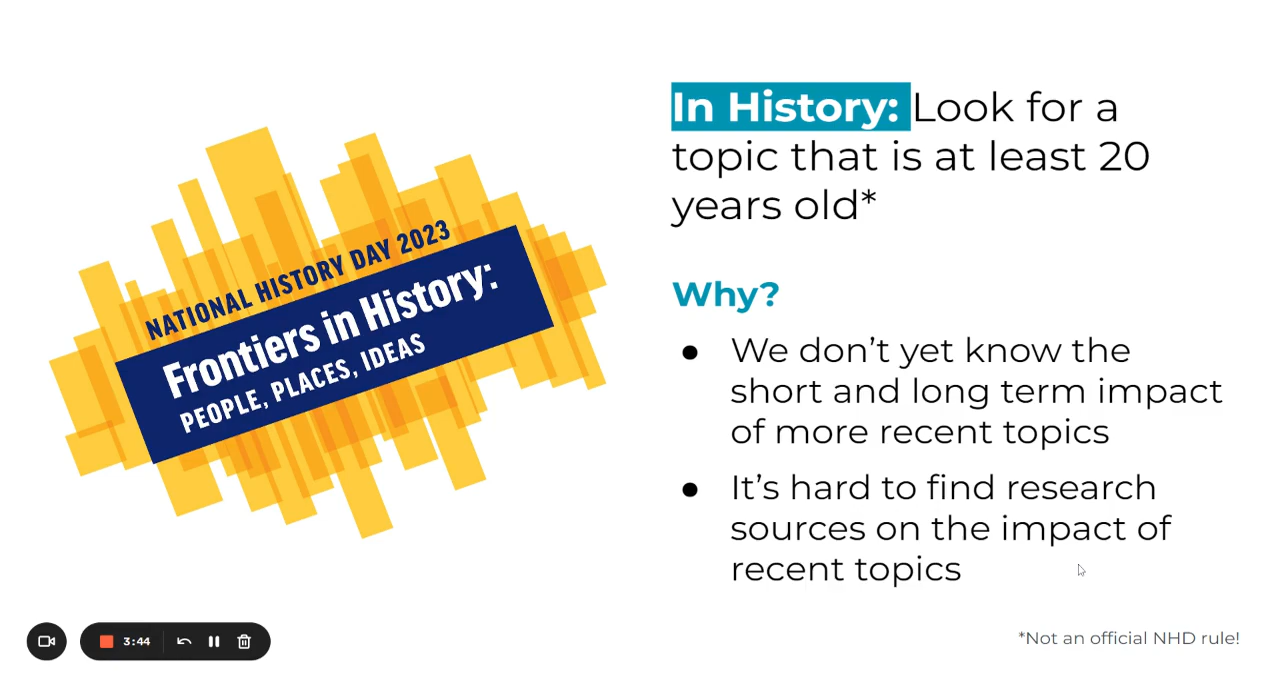 NATIONAL HISTORY DAY 2023
Frontiers in History:
PEOPLE, PLACES, IDEAS
In History: Look for a
topic that is at least 20
years old*
Why?
● We don’t yet know the
short and long term impact
of more recent topics
● It’s hard to find research
sources on the impact of
recent topics
3:44
*Not an official NHD rule!